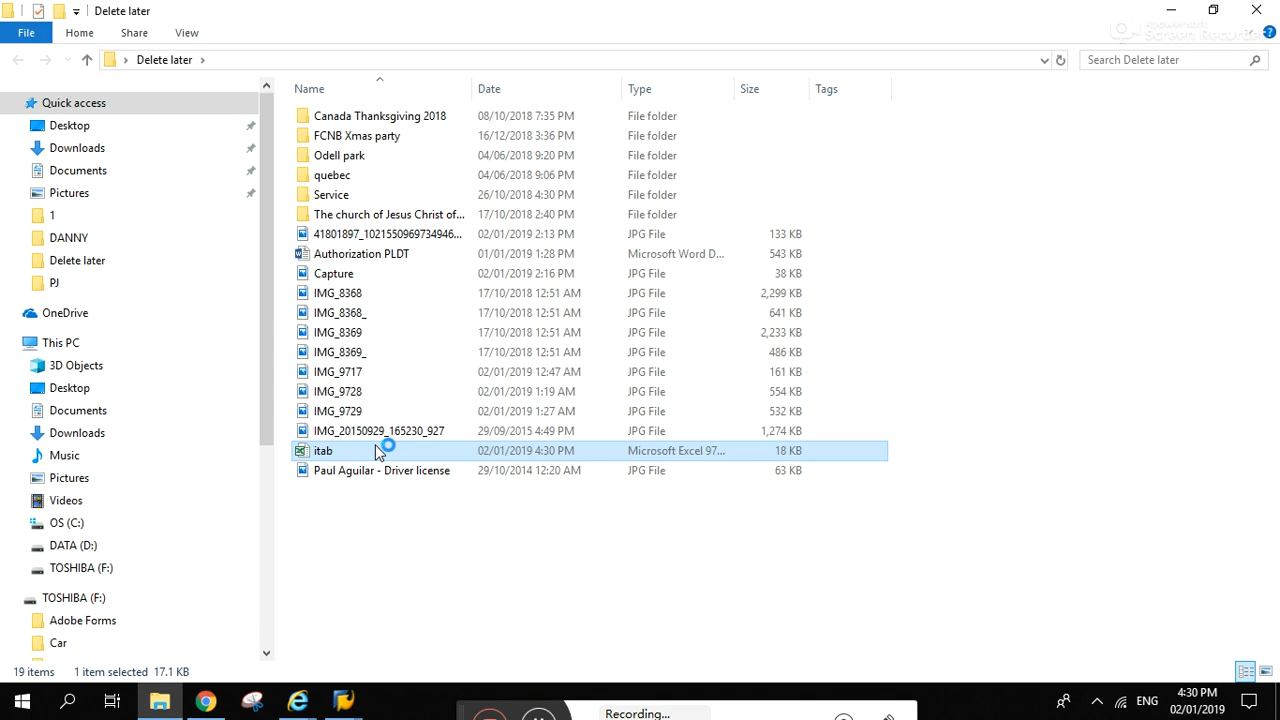 Delete later
File Home Share View
Delete later
Search Delete later
Quick access
Desktop
Downloads
Documents
Pictures
1
DANNY
Delete later
PJ
OneDrive
This PC
3D Objects
Desktop
Documents
Downloads
Music
Pictures
Videos
OS (C:)
DATA (D:)
TOSHIBA (F:)
TOSHIBA (F:)
Adobe Forms
Car
Name Date Type Size Tags
Canada Thanksgiving 2018 08/10/2018 7:35 PM File folder
FCNB Xmas party 16/12/2018 3:36 PM File folder
Odell park 04/06/2018 9:20 PM File folder
quebec 04/06/2018 9:06 PM File folder
Service 26/10/2018 4:30 PM File folder
The church of Jesus Christ of... 17/10/2018 2:40 PM File folder
41801897_1021550969734946... 02/01/2019 2:13 PM JPG File 133 KB
Authorization PLDT 01/01/2019 1:28 PM Microsoft Word D... 543 KB
Capture 02/01/2019 2:16 PM JPG File 38 KB
IMG_8368 17/10/2018 12:51 AM JPG File 2,299 KB
IMG_8368_ 17/10/2018 12:51 AM JPG File 641 KB
IMG_8369 17/10/2018 12:51 AM JPG File 2,233 KB
IMG_8369_ 17/10/2018 12:51 AM JPG File 486 KB
IMG_9717 02/01/2019 12:47 AM JPG File 161 KB
IMG_9728 02/01/2019 1:19 AM JPG File 554 KB
IMG_9729 02/01/2019 1:27 AM JPG File 532 KB
IMG_20150929_165230_927 29/09/2015 4:49 PM JPG File 1,274 KB
itab 02/01/2019 4:30 PM Microsoft Excel 97... 18 KB
Paul Aguilar - Driver license 29/10/2014 12:20 AM JPG File 63 KB
19 items 1 item selected 17.1 KB
Recording...
ENG
4:30 PM
02/01/2019